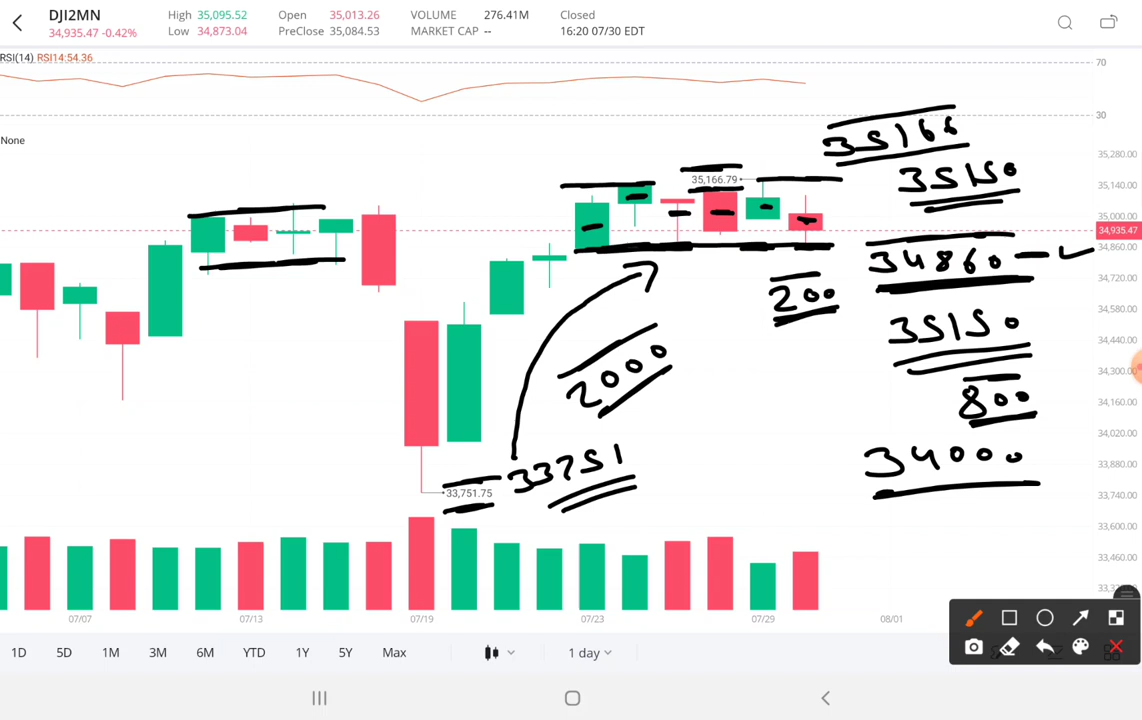 DJI2MN
34,935.47 -0.42%
High 35,095.52
Low 34,873.04
Open 35,013.26
PreClose 35,084.53
VOLUME 276.41M
MARKET CAP --
Closed
16:20 07/30 EDT
RSI(14) RSI14:54.36
70
30
None
35166
35150
35,166.79
35,280.00
35,140.00
35,000.00
34,935.47
34,860.00
34,720.00
34,580.00
34,440.00
34,300.00
34,160.00
34,020.00
33,880.00
33,740.00
33,600.00
33,460.00
34860
200
35150
2000
800
34000
33751
33,751.75
07/07
07/13
07/19
07/23
07/29
08/01
1D 5D 1M 3M 6M YTD 1Y 5Y Max 1 day